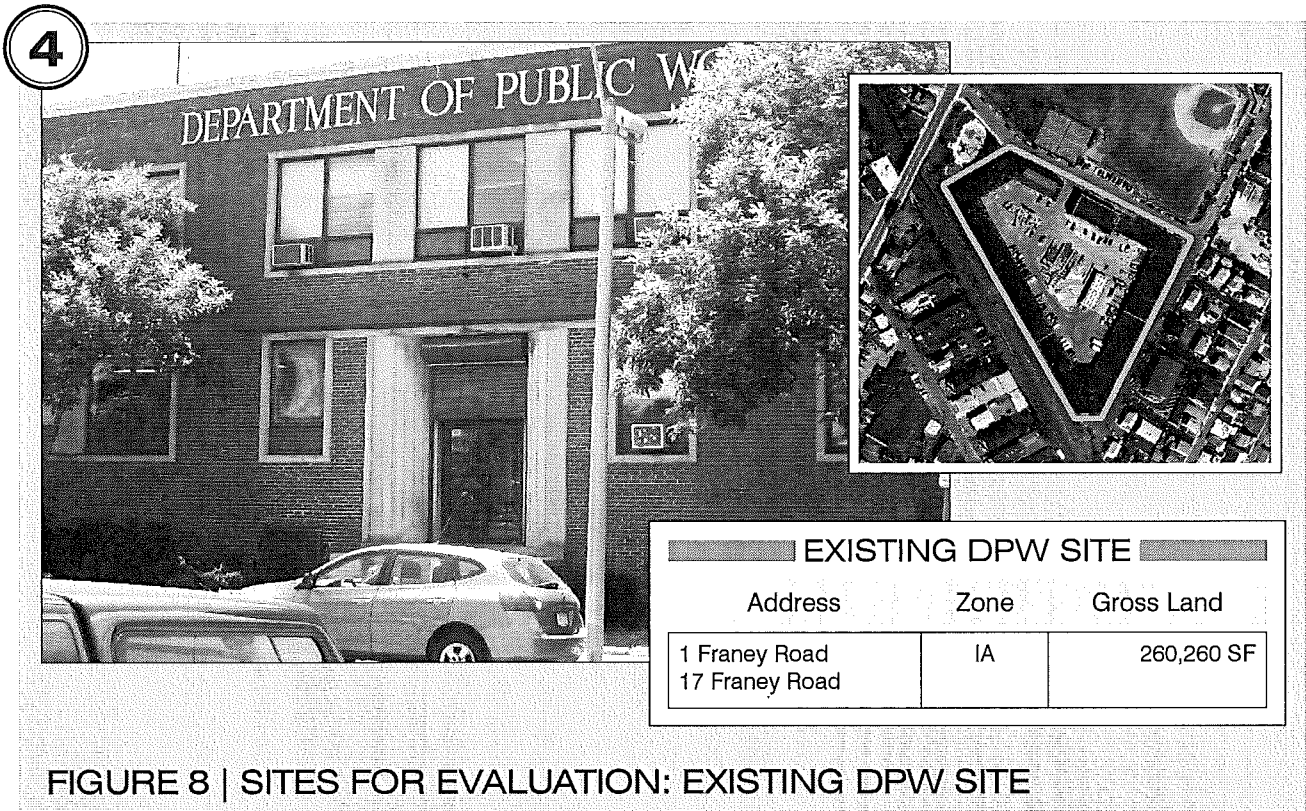 4
DEPARTMENT OF PUBLIC
EXISTING DPW SITE
Address Zone Gross Land
1 Franey Road IA 260,260 SF
17 Franey Road
FIGURE 8 | SITES FOR EVALUATION: EXISTING DPW SITE